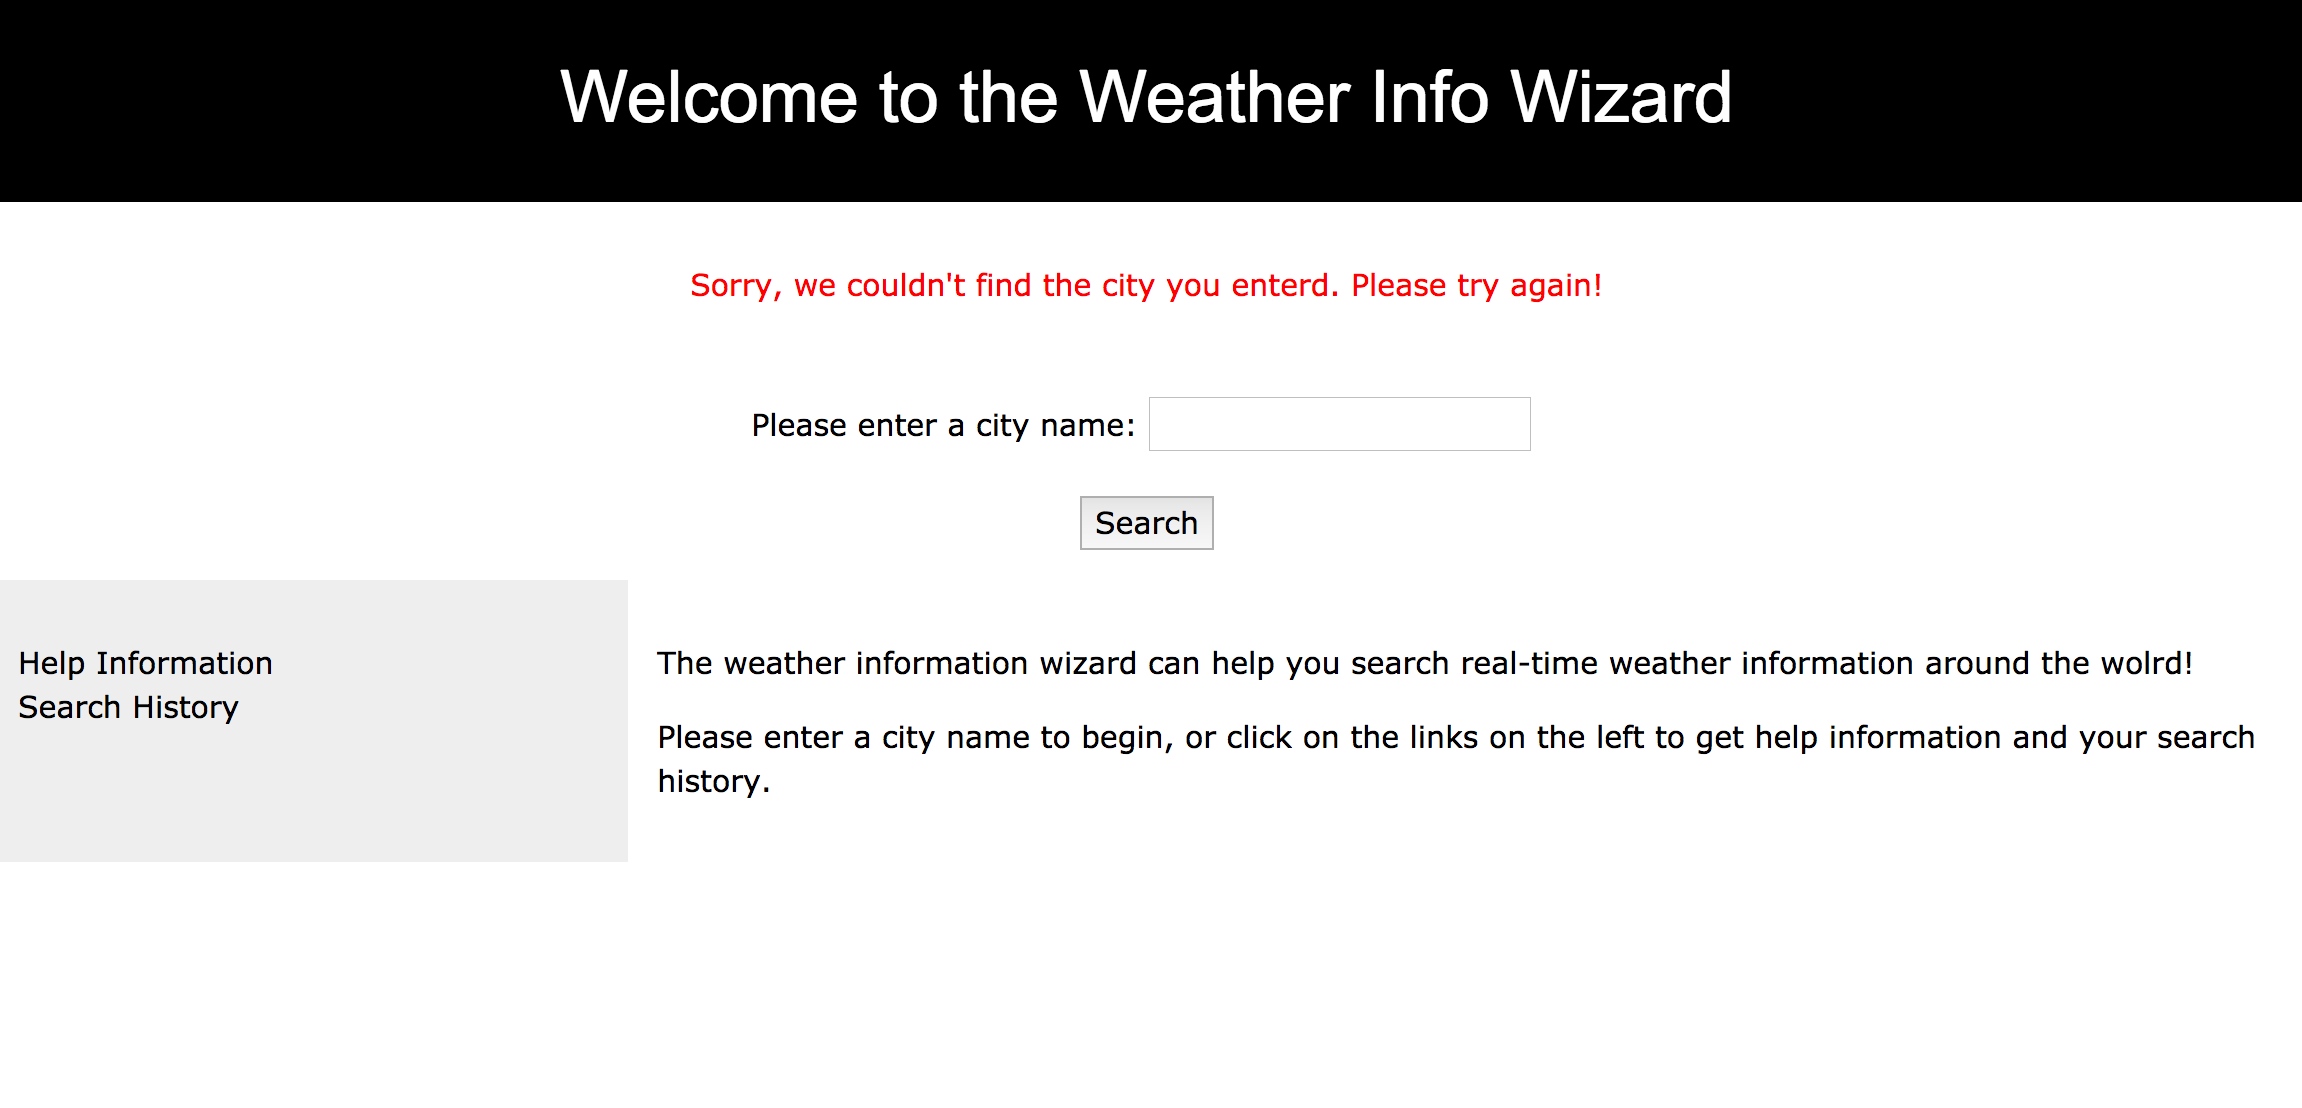 Welcome to the Weather Info Wizard
Sorry, we couldn't find the city you enterd. Please try again!
Please enter a city name:
Search
Help Information
Search History
The weather information wizard can help you search real-time weather information around the wolrd!
Please enter a city name to begin, or click on the links on the left to get help information and your search
history.